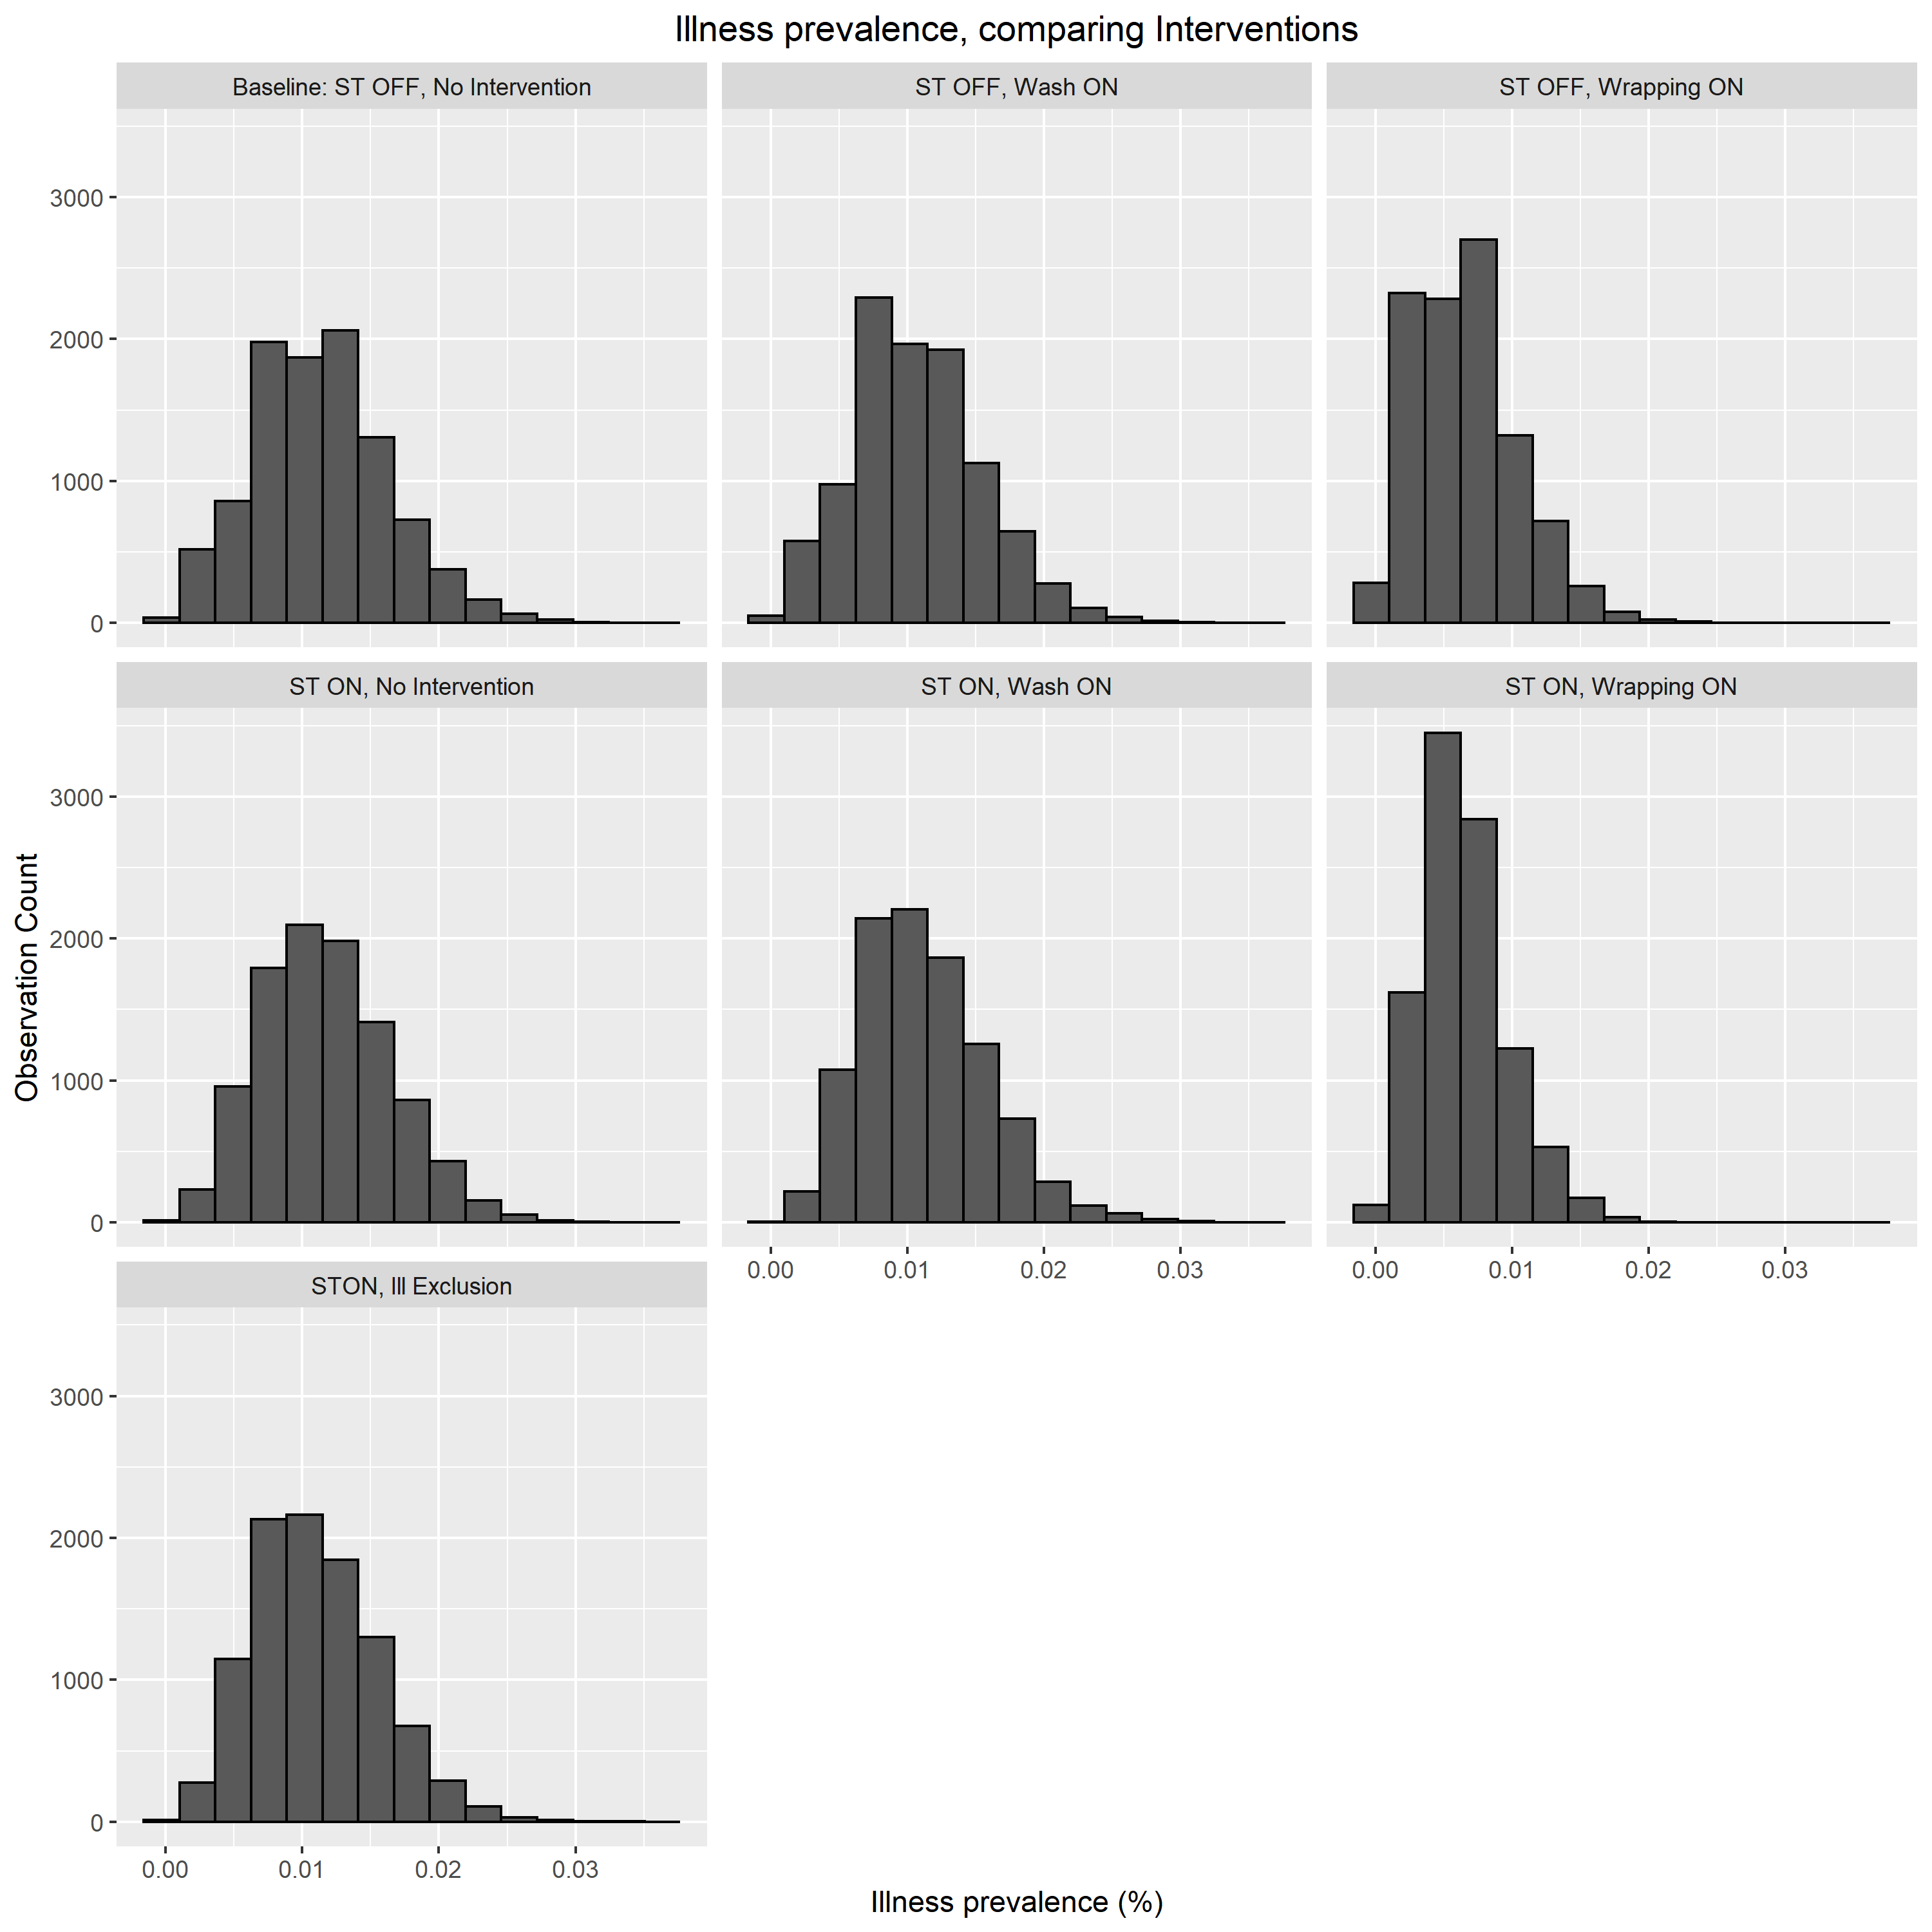 Illness prevalence, comparing Interventions
Baseline: ST OFF, No Intervention
ST OFF, Wash ON
ST OFF, Wrapping ON
3000
2000
1000
0
ST ON, No Intervention
ST ON, Wash ON
ST ON, Wrapping ON
Observation Count
3000
2000
1000
0
0.00 0.01 0.02 0.03
0.00 0.01 0.02 0.03
STON, Ill Exclusion
3000
2000
1000
0
0.00 0.01 0.02 0.03
Illness prevalence (%)